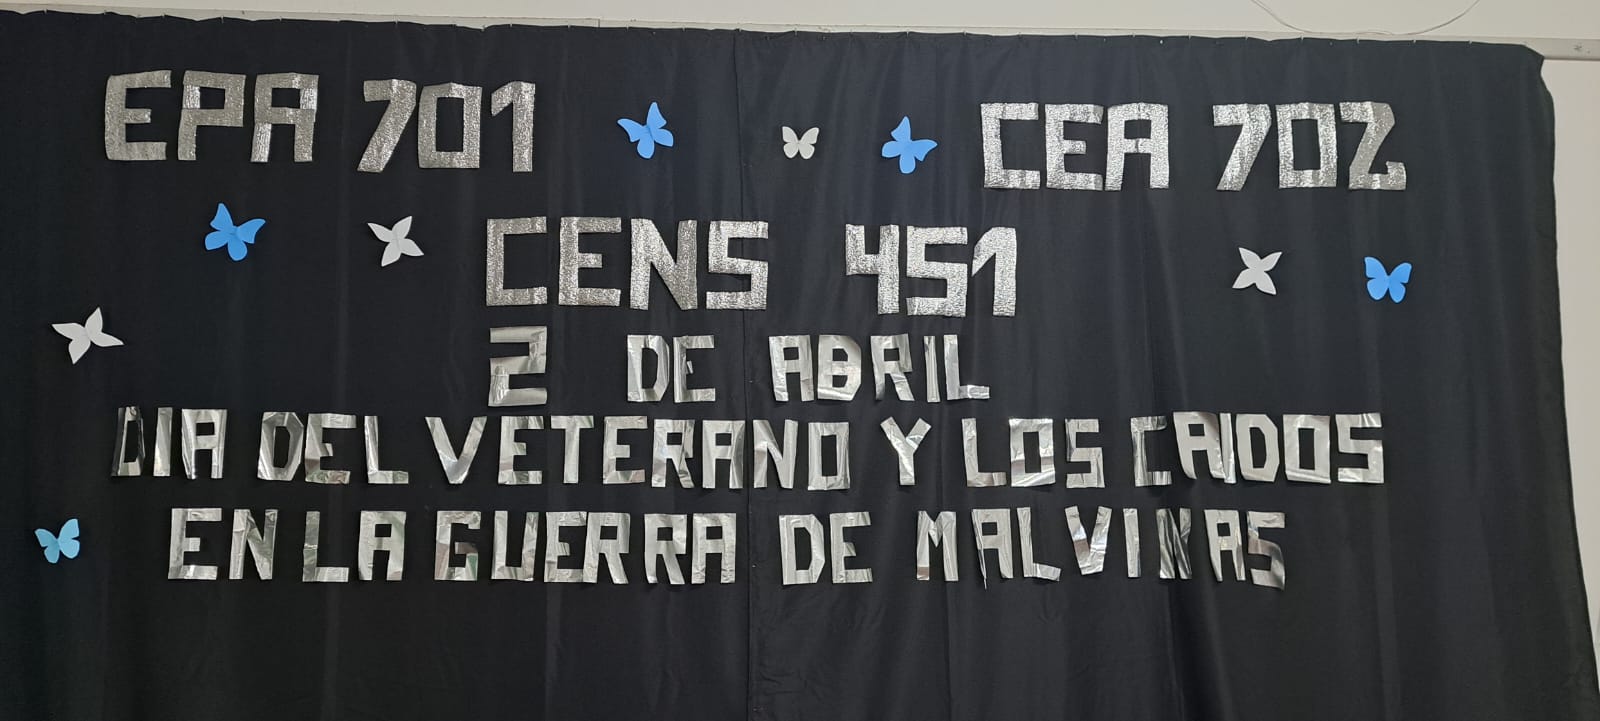 EPA 701 CEA 702
CENS 451
2 DE ABRIL
DIA DEL VETERANO Y LOS CAIDOS
EN LA GUERRA DE MALVINAS